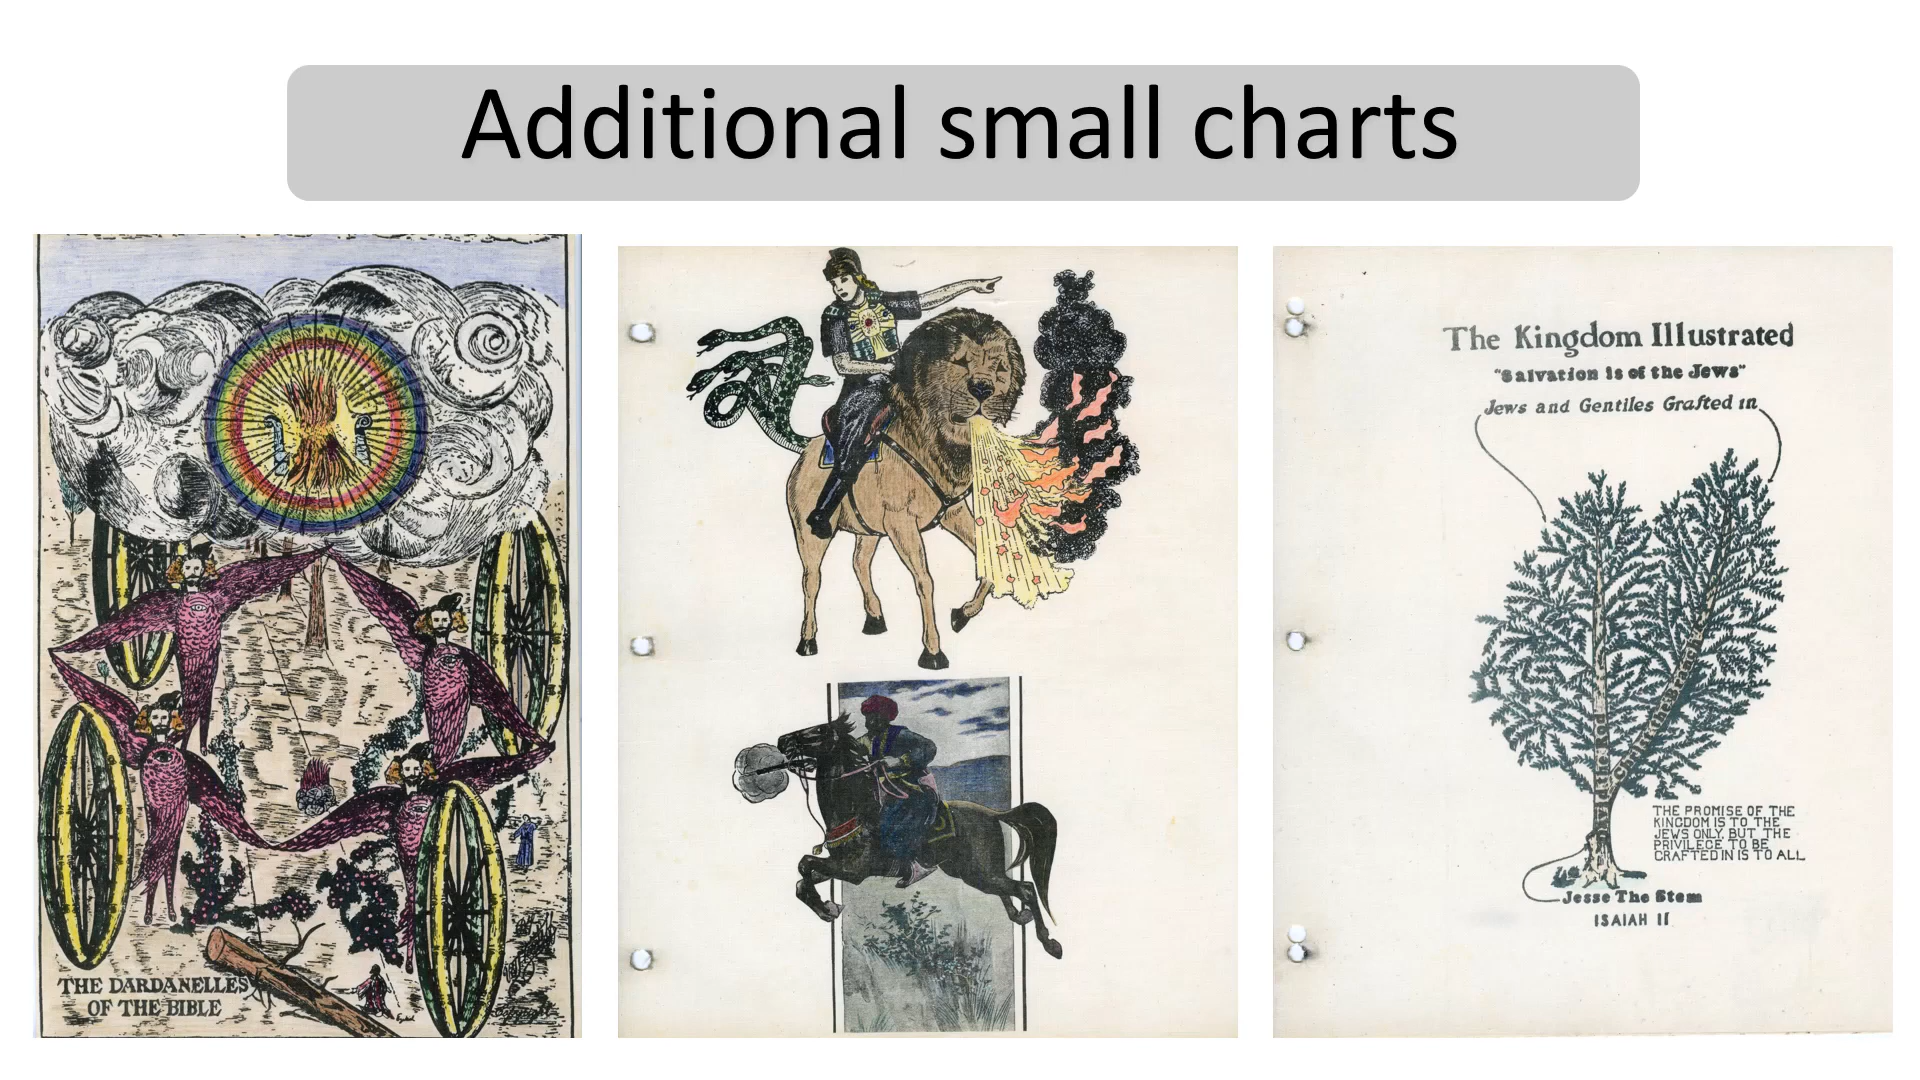 Additional small charts
THE DARDANELLES
OF THE BIBLE
Copyright
The Kingdom Illustrated
"Salvation is of the Jews"
Jews and Gentiles Grafted in
THE PROMISE OF THE
KINGDOM IS TO THE
JEWS ONLY, BUT THE
PRIVILEGE TO BE
GRAFTED IN IS TO ALL
Jesse The Stem
ISAIAH 11